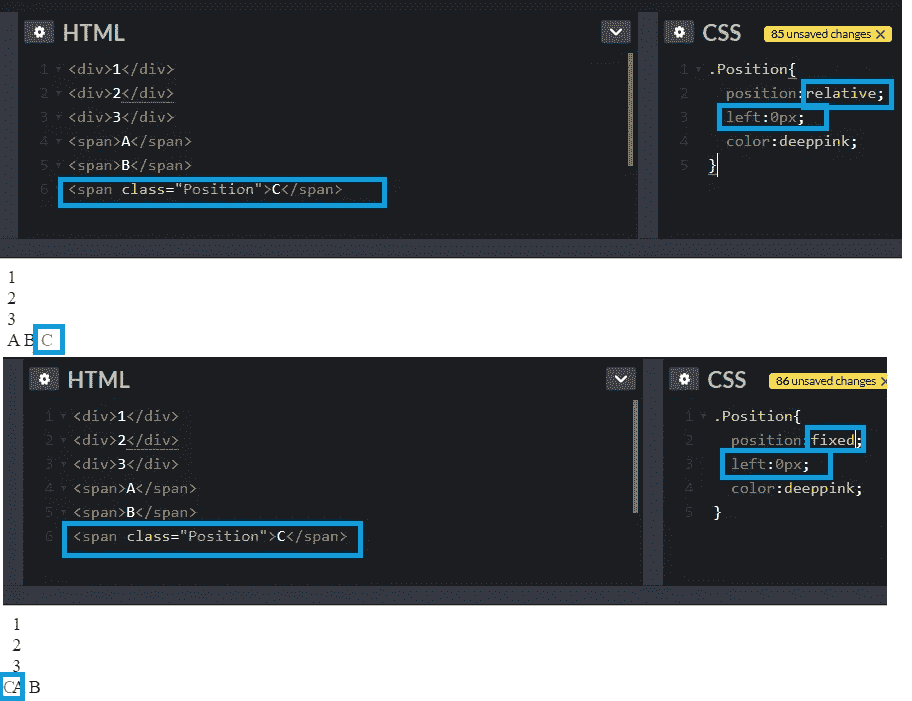 HTML
1 <div>1</div>
2 <div>2</div>
3 <div>3</div>
4 <span>A</span>
5 <span>B</span>
6 <span class="Position">C</span>
CSS
85 unsaved changes X
1 .Position{
2 position:relative;
3 left:0px;
4 color:deeppink;
5 }
1
2
3
A B C
HTML
1 <div>1</div>
2 <div>2</div>
3 <div>3</div>
4 <span>A</span>
5 <span>B</span>
6 <span class="Position">C</span>
CSS
86 unsaved changes X
1 .Position{
2 position:fixed;
3 left:0px;
4 color:deeppink;
5 }
1
2
3
CA B